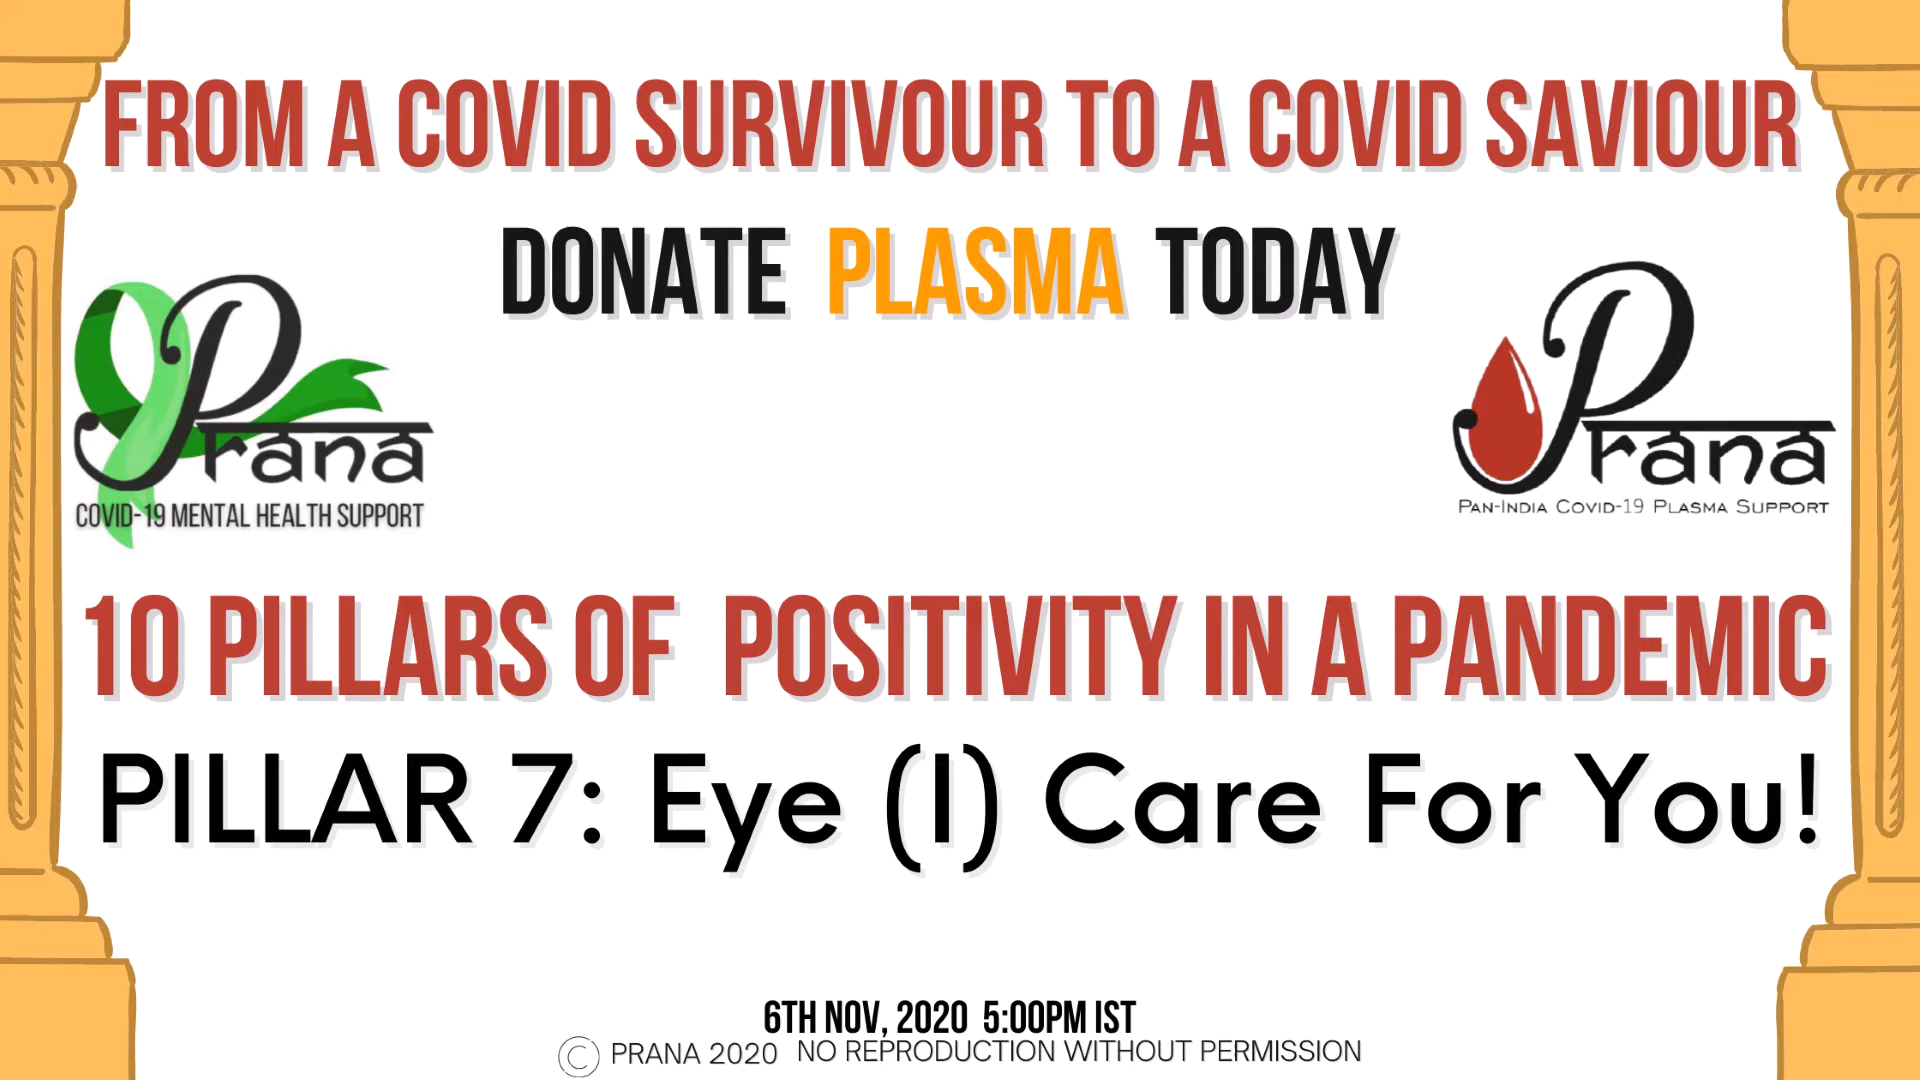 FROM A COVID SURVIVOUR TO A COVID SAVIOUR
DONATE PLASMA TODAY
Prana
COVID-19 MENTAL HEALTH SUPPORT
Prana
PAN-INDIA COVID-19 PLASMA SUPPORT
10 PILLARS OF POSITIVITY IN A PANDEMIC
PILLAR 7: Eye (I) Care For You!
6TH NOV, 2020 5:00PM IST
© PRANA 2020 NO REPRODUCTION WITHOUT PERMISSION